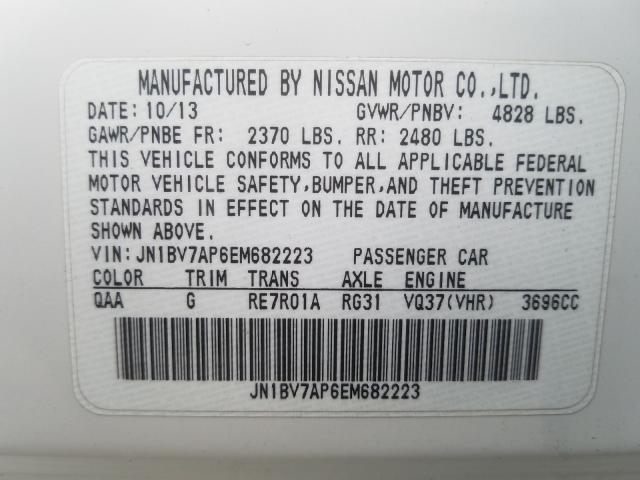 MANUFACTURED BY NISSAN MOTOR CO.,LTD.
DATE: 10/13 GVWR/PNBV: 4828 LBS.
GAWR/PNBE FR: 2370 LBS. RR: 2480 LBS.
THIS VEHICLE CONFORMS TO ALL APPLICABLE FEDERAL
MOTOR VEHICLE SAFETY,BUMPER,AND THEFT PREVENTION
STANDARDS IN EFFECT ON THE DATE OF MANUFACTURE
SHOWN ABOVE.
VIN:JN1BV7AP6EM682223 PASSENGER CAR
COLOR TRIM TRANS AXLE ENGINE
QAA G RE7R01A RG31 VQ37(VHR) 3696CC
JN1BV7AP6EM682223